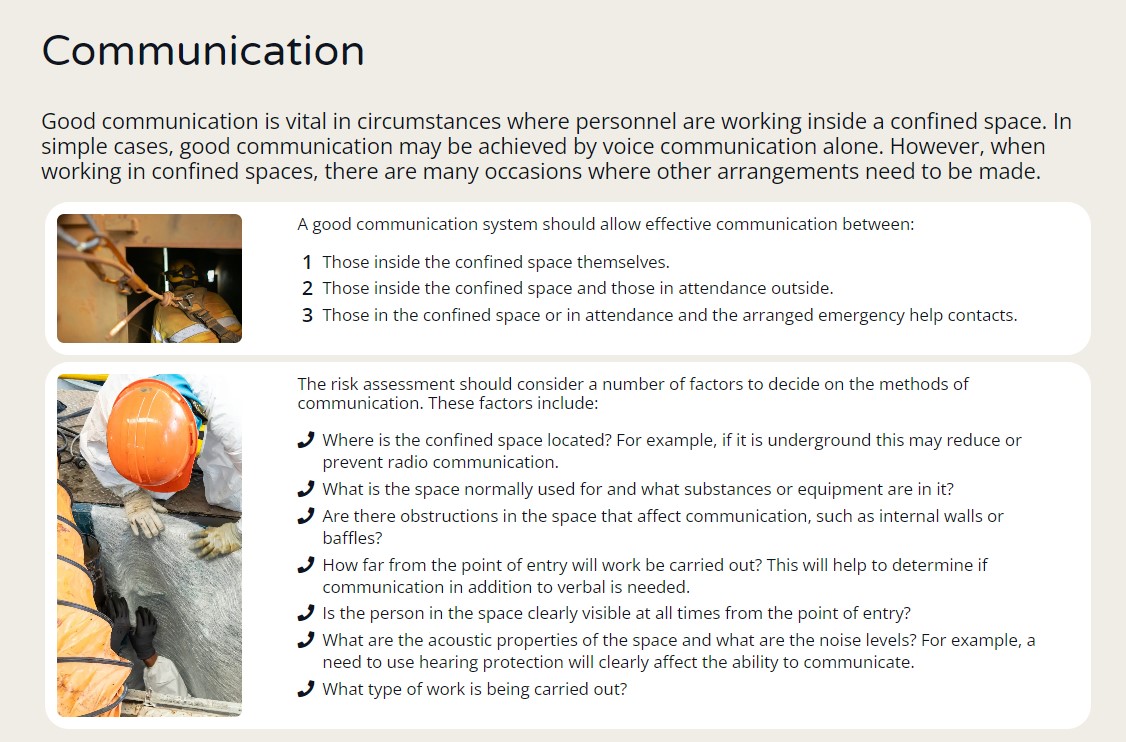 Communication
Good communication is vital in circumstances where personnel are working inside a confined space. In
simple cases, good communication may be achieved by voice communication alone. However, when
working in confined spaces, there are many occasions where other arrangements need to be made.
A good communication system should allow effective communication between:
1 Those inside the confined space themselves.
2 Those inside the confined space and those in attendance outside.
3 Those in the confined space or in attendance and the arranged emergency help contacts.
The risk assessment should consider a number of factors to decide on the methods of
communication. These factors include:
Where is the confined space located? For example, if it is underground this may reduce or
prevent radio communication.
What is the space normally used for and what substances or equipment are in it?
Are there obstructions in the space that affect communication, such as internal walls or
baffles?
How far from the point of entry will work be carried out? This will help to determine if
communication in addition to verbal is needed.
Is the person in the space clearly visible at all times from the point of entry?
What are the acoustic properties of the space and what are the noise levels? For example, a
need to use hearing protection will clearly affect the ability to communicate.
What type of work is being carried out?